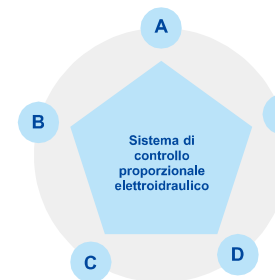 A
B
Sistema di
controllo
proporzionale
elettroidraulico
C
D